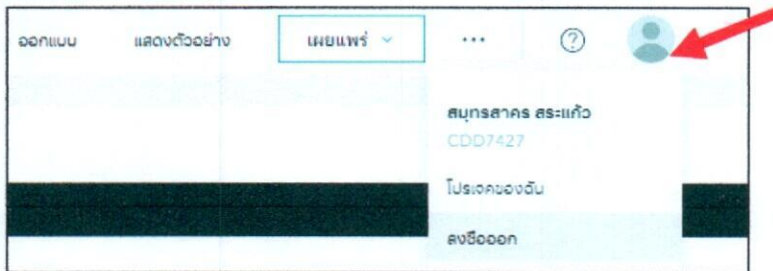 ออกแบบ แสดงตัวอย่าง เผยแพร่ ... ?
สมุทรสาคร สระแก้ว
CDD7427
โปรเจคของฉัน
ลงชื่อออก